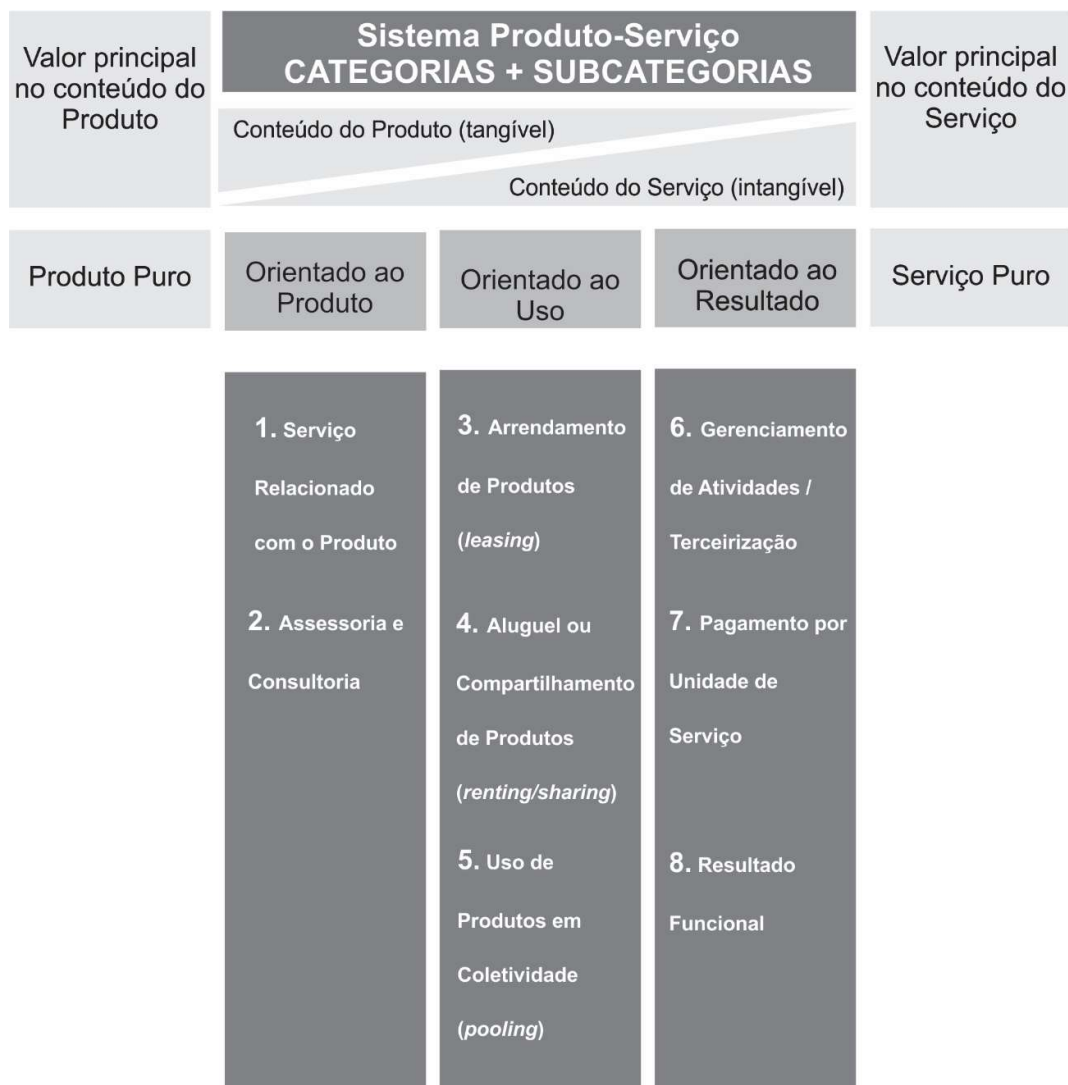 Valor principal
no conteúdo do
Produto
Sistema Produto-Serviço
CATEGORIAS + SUBCATEGORIAS
Conteúdo do Produto (tangível)
Conteúdo do Serviço (intangível)
Valor principal
no conteúdo do
Serviço
Produto Puro
Orientado ao
Produto
Orientado ao
Uso
Orientado ao
Resultado
Serviço Puro
1. Serviço
Relacionado
com o Produto
2. Assessoria e
Consultoria
3. Arrendamento
de Produtos
(leasing)
4. Aluguel ou
Compartilhamento
de Produtos
(renting/sharing)
5. Uso de
Produtos em
Coletividade
(pooling)
6. Gerenciamento
de Atividades /
Terceirização
7. Pagamento por
Unidade de
Serviço
8. Resultado
Funcional